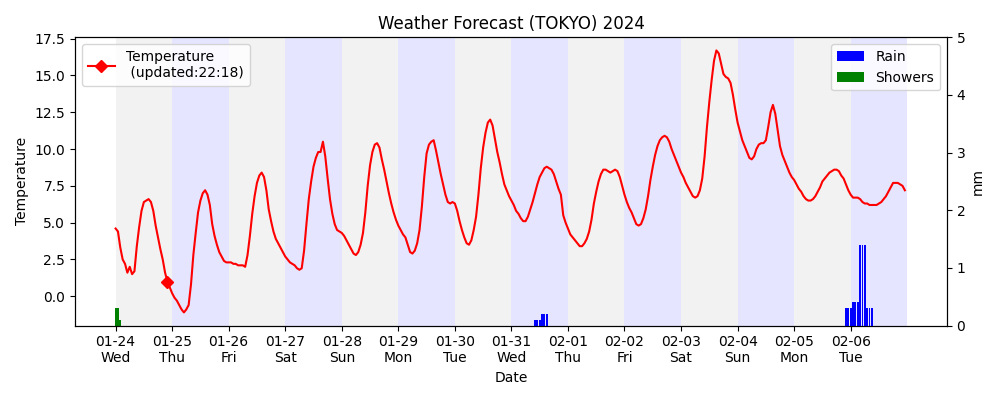 Weather Forecast (TOKYO) 2024
Temperature
(updated:22:18)
Rain
Showers
Temperature
17.5
15.0
12.5
10.0
7.5
5.0
2.5
0.0
5
4
3
2
1
0
mm
01-24 01-25 01-26 01-27 01-28 01-29 01-30 01-31 02-01 02-02 02-03 02-04 02-05 02-06
Wed Thu Fri Sat Sun Mon Tue Wed Thu Fri Sat Sun Mon Tue
Date